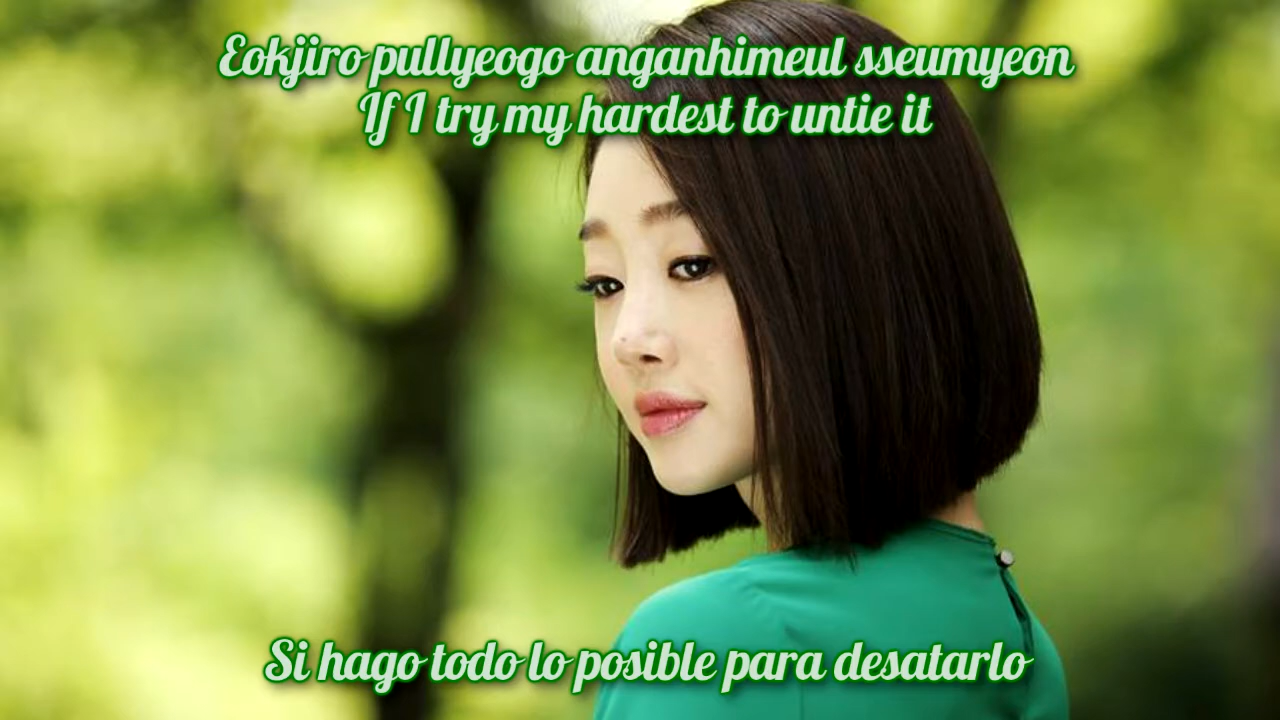 Eokjiro pullyeogo anganhimeul sseumyeon
If I try my hardest to untie it
Si hago todo lo posible para desatarlo